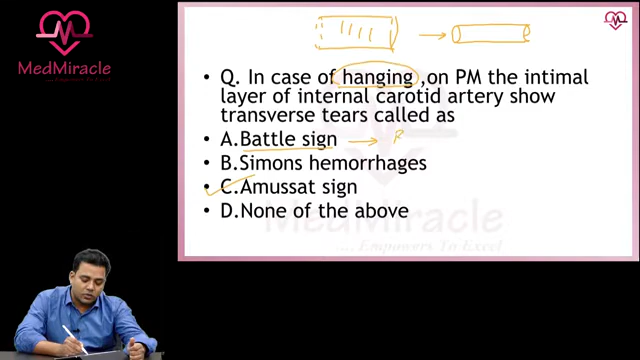 MedMiracle
Q. In case of hanging ,on PM the intimal
layer of internal carotid artery show
transverse tears called as
A.Battle sign
B.Simons hemorrhages
C.Amussat sign
D.None of the above
MedMiracle
... Empowers To Excel